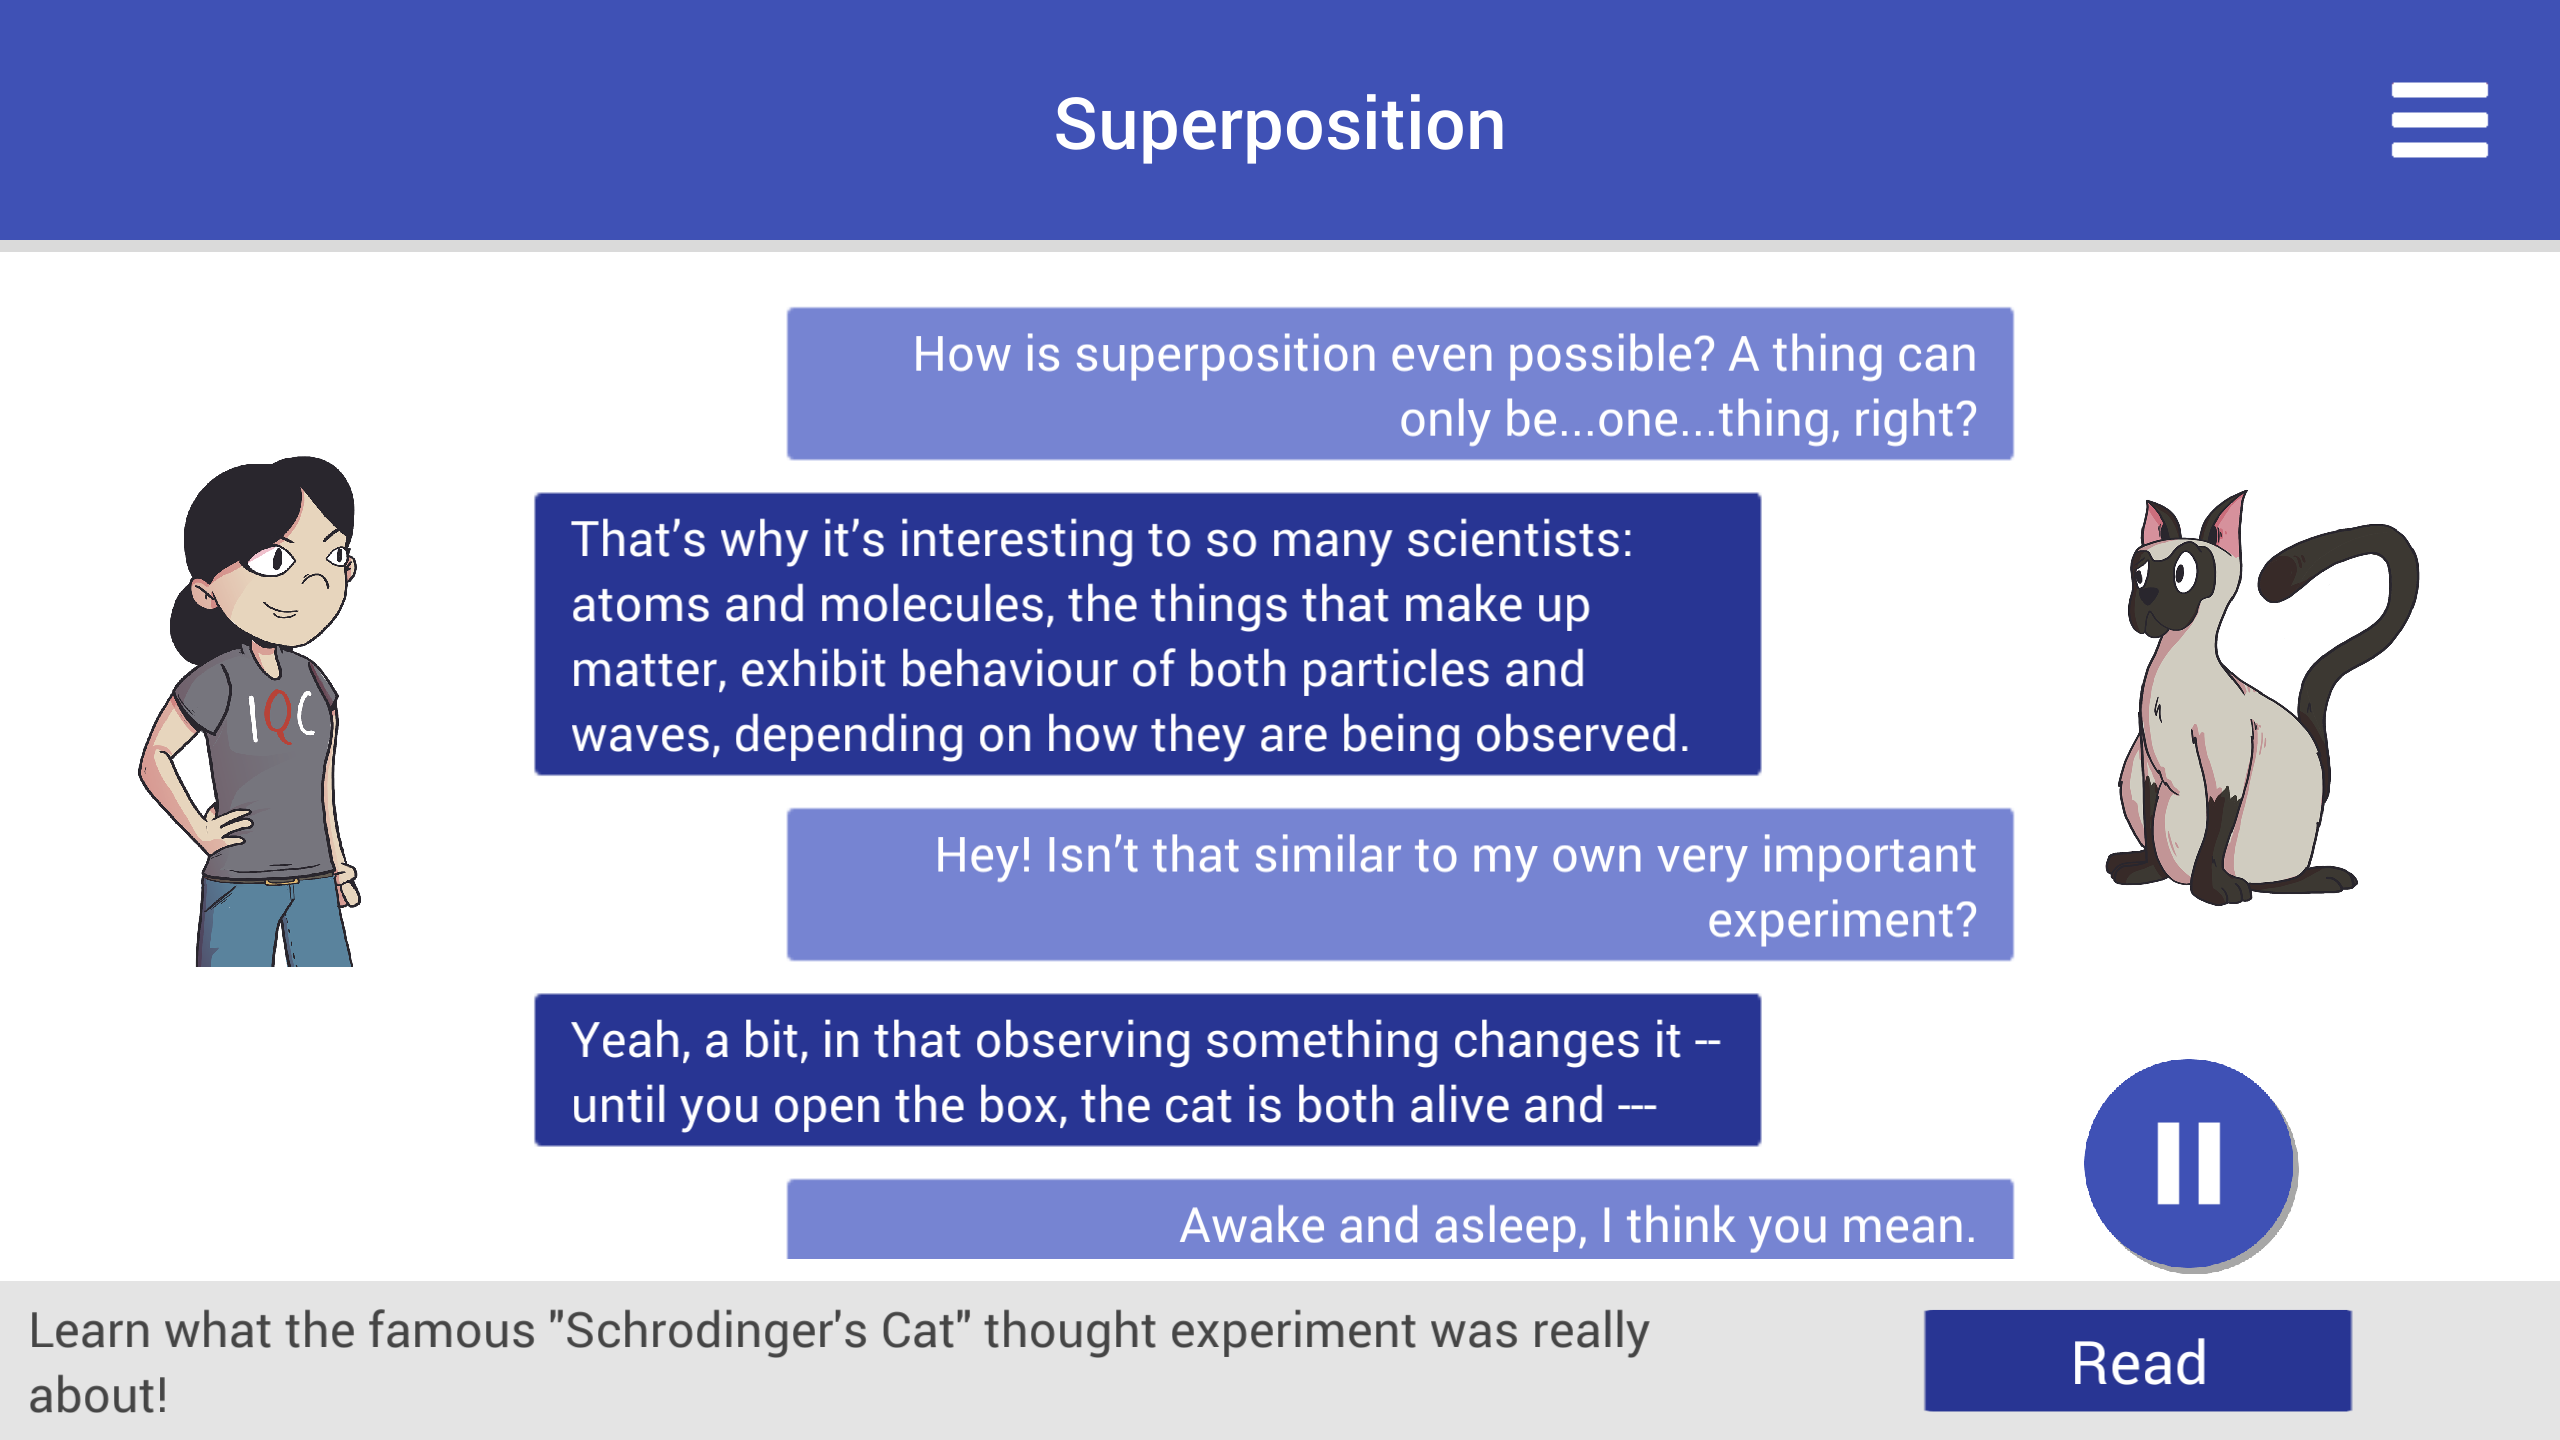 Superposition
How is superposition even possible? A thing can
only be...one...thing, right?
That’s why it’s interesting to so many scientists:
atoms and molecules, the things that make up
matter, exhibit behaviour of both particles and
waves, depending on how they are being observed.
IQC
Hey! Isn’t that similar to my own very important
experiment?
Yeah, a bit, in that observing something changes it --
until you open the box, the cat is both alive and ---
Awake and asleep, I think you mean.
Learn what the famous "Schrodinger's Cat" thought experiment was really
about!
Read